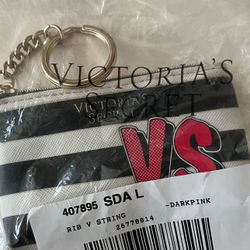 VICTORIA'S
SECRET
VICTORIA'S
SECRET
VS
407895 SDA L -DARKPINK
RIB V STRING 26778814